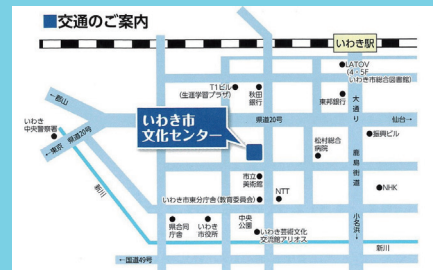 ■交通のご案内
いわき駅
LATOV
(4・5F
いわき市総合図書館)
T1ビル
(生涯学習プラザ)
秋田
銀行
東邦銀行
大通り
←郡山
いわき
中央警察署
県道20号
←東京
いわき市
文化センター
県道20号
仙台→
松村総合
病院
振興ビル
鹿島街道
市立
美術館
新川
いわき市東分庁舎(教育委員会)
NTT
NHK
県合同
庁舎
いわき
市役所
中央
公園
いわき芸術文化
交流館アリオス
小名浜→
新川
←国道49号